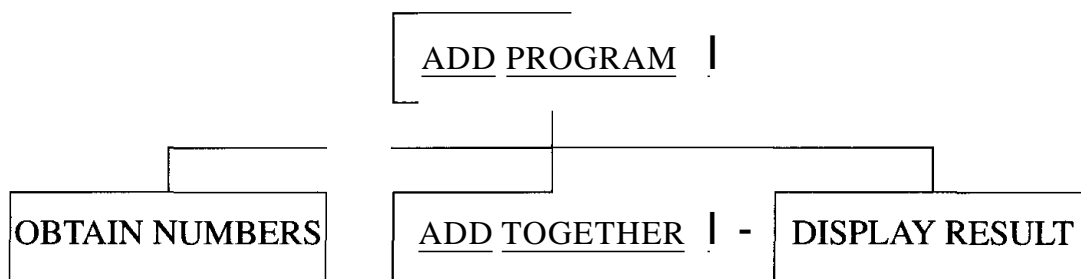 ADD PROGRAM
OBTAIN NUMBERS ADD TOGETHER - DISPLAY RESULT